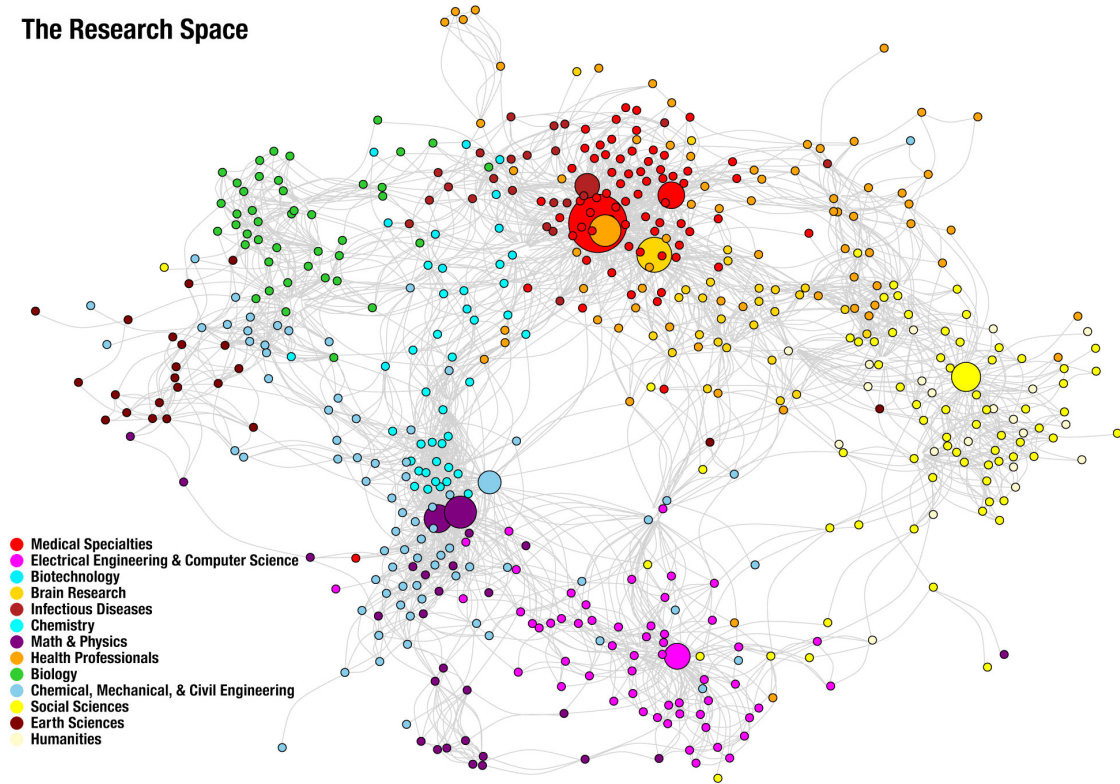 The Research Space
Medical Specialties
Electrical Engineering & Computer Science
Biotechnology
Brain Research
Infectious Diseases
Chemistry
Math & Physics
Health Professionals
Biology
Chemical, Mechanical, & Civil Engineering
Social Sciences
Earth Sciences
Humanities